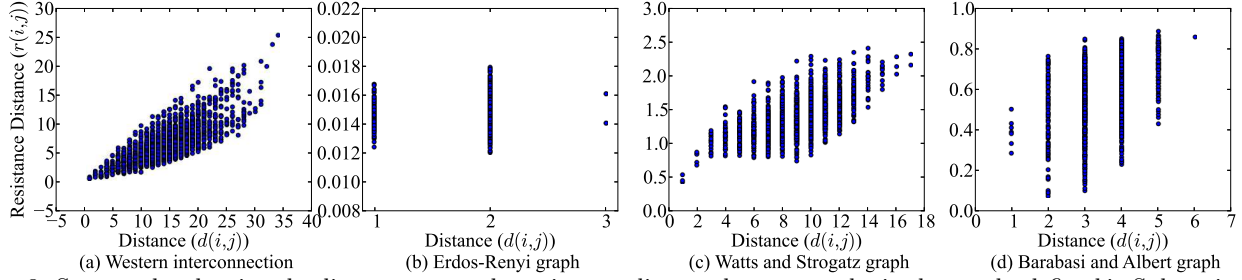 Resistance Distance (r(i,j))
30
25
20
15
10
5
0
−5
−5 0 5 10 15 20 25 30 35 40
Distance (d(i,j))
(a) Western interconnection
0.022
0.020
0.018
0.016
0.014
0.012
0.010
0.008
1 2 3
Distance (d(i,j))
(b) Erdos-Renyi graph
3.0
2.5
2.0
1.5
1.0
0.5
0.0
0 2 4 6 8 10 12 14 16 18
Distance (d(i,j))
(c) Watts and Strogatz graph
1.0
0.8
0.6
0.4
0.2
0.0
0 1 2 3 4 5 6 7
Distance (d(i,j))
(d) Barabasi and Albert graph